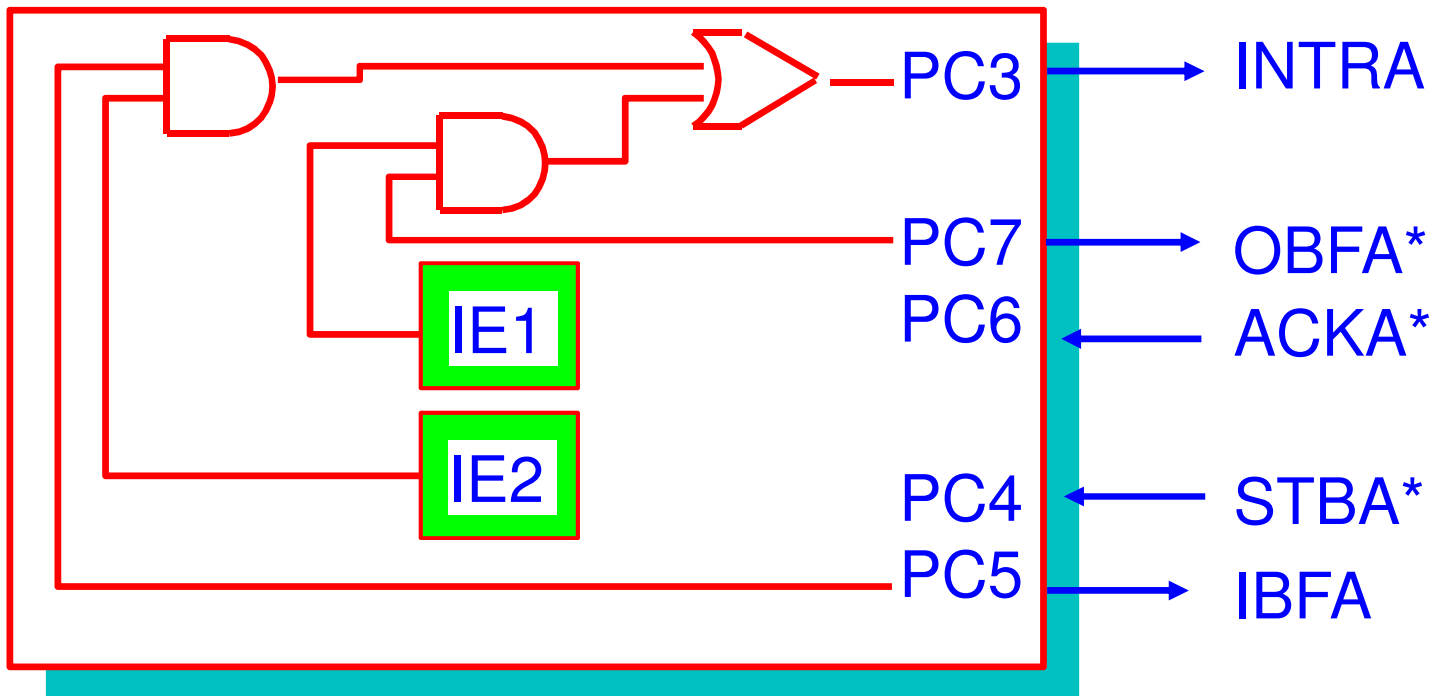 PC3 INTRA
PC7 OBFA*
PC6 ACKA*
IE1
IE2
PC4 STBA*
PC5 IBFA